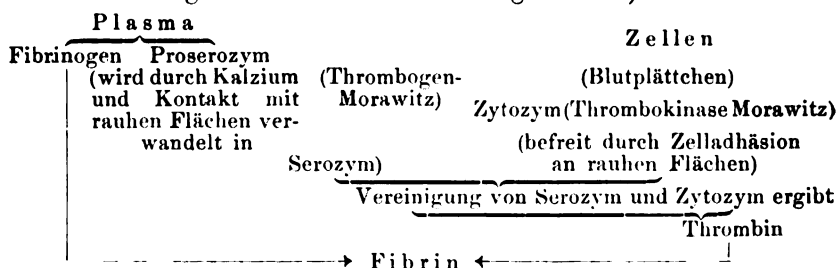 Plasma
Zellen
Fibrinogen Proserozym
(wird durch Kalzium
und Kontakt mit
rauhen Flächen ver-
wandelt in
(Thrombogen-
Morawitz)
(Blutplättchen)
Zytozym (Thrombokinase Morawitz)
(befreit durch Zelladhäsion
an rauhen Flächen)
Serozym)
Vereinigung von Serozym und Zytozym ergibt
Thrombin
Fibrin